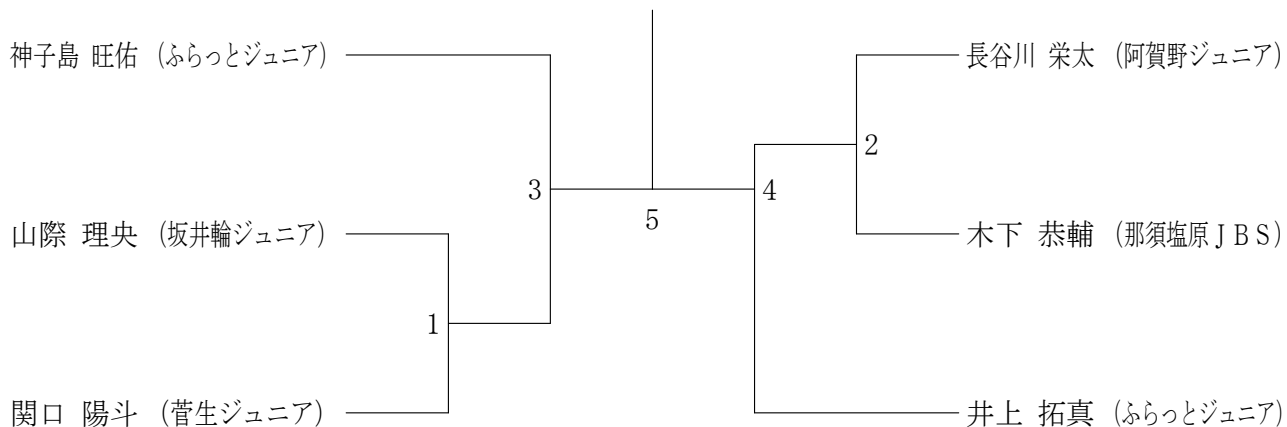 神子島 旺佑 (ふらっとジュニア)
山際 理央 (坂井輪ジュニア)
関口 陽斗 (菅生ジュニア)
1
3
5
4
2
長谷川 栄太 (阿賀野ジュニア)
木下 恭輔 (那須塩原ＪＢＳ)
井上 拓真 (ふらっとジュニア)